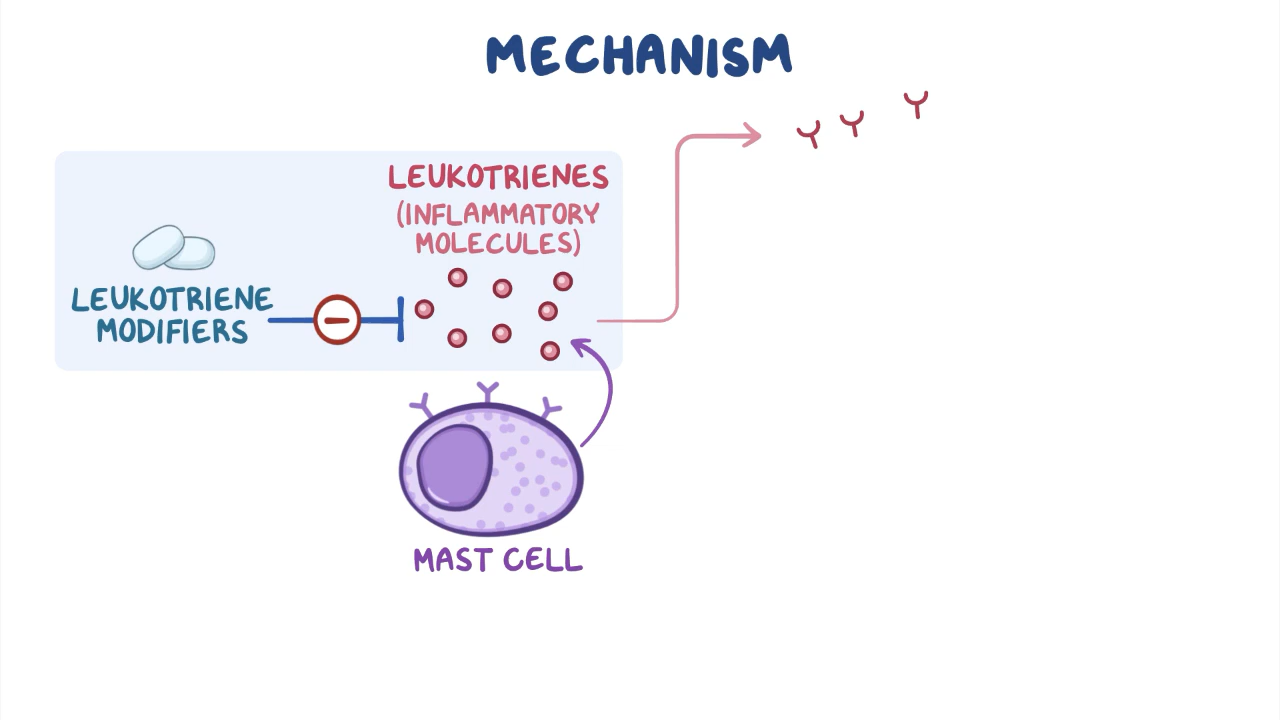 MECHANISM
LEUKOTRIENES
(INFLAMMATORY
MOLECULES)
LEUKOTRIENE
MODIFIERS
MAST CELL